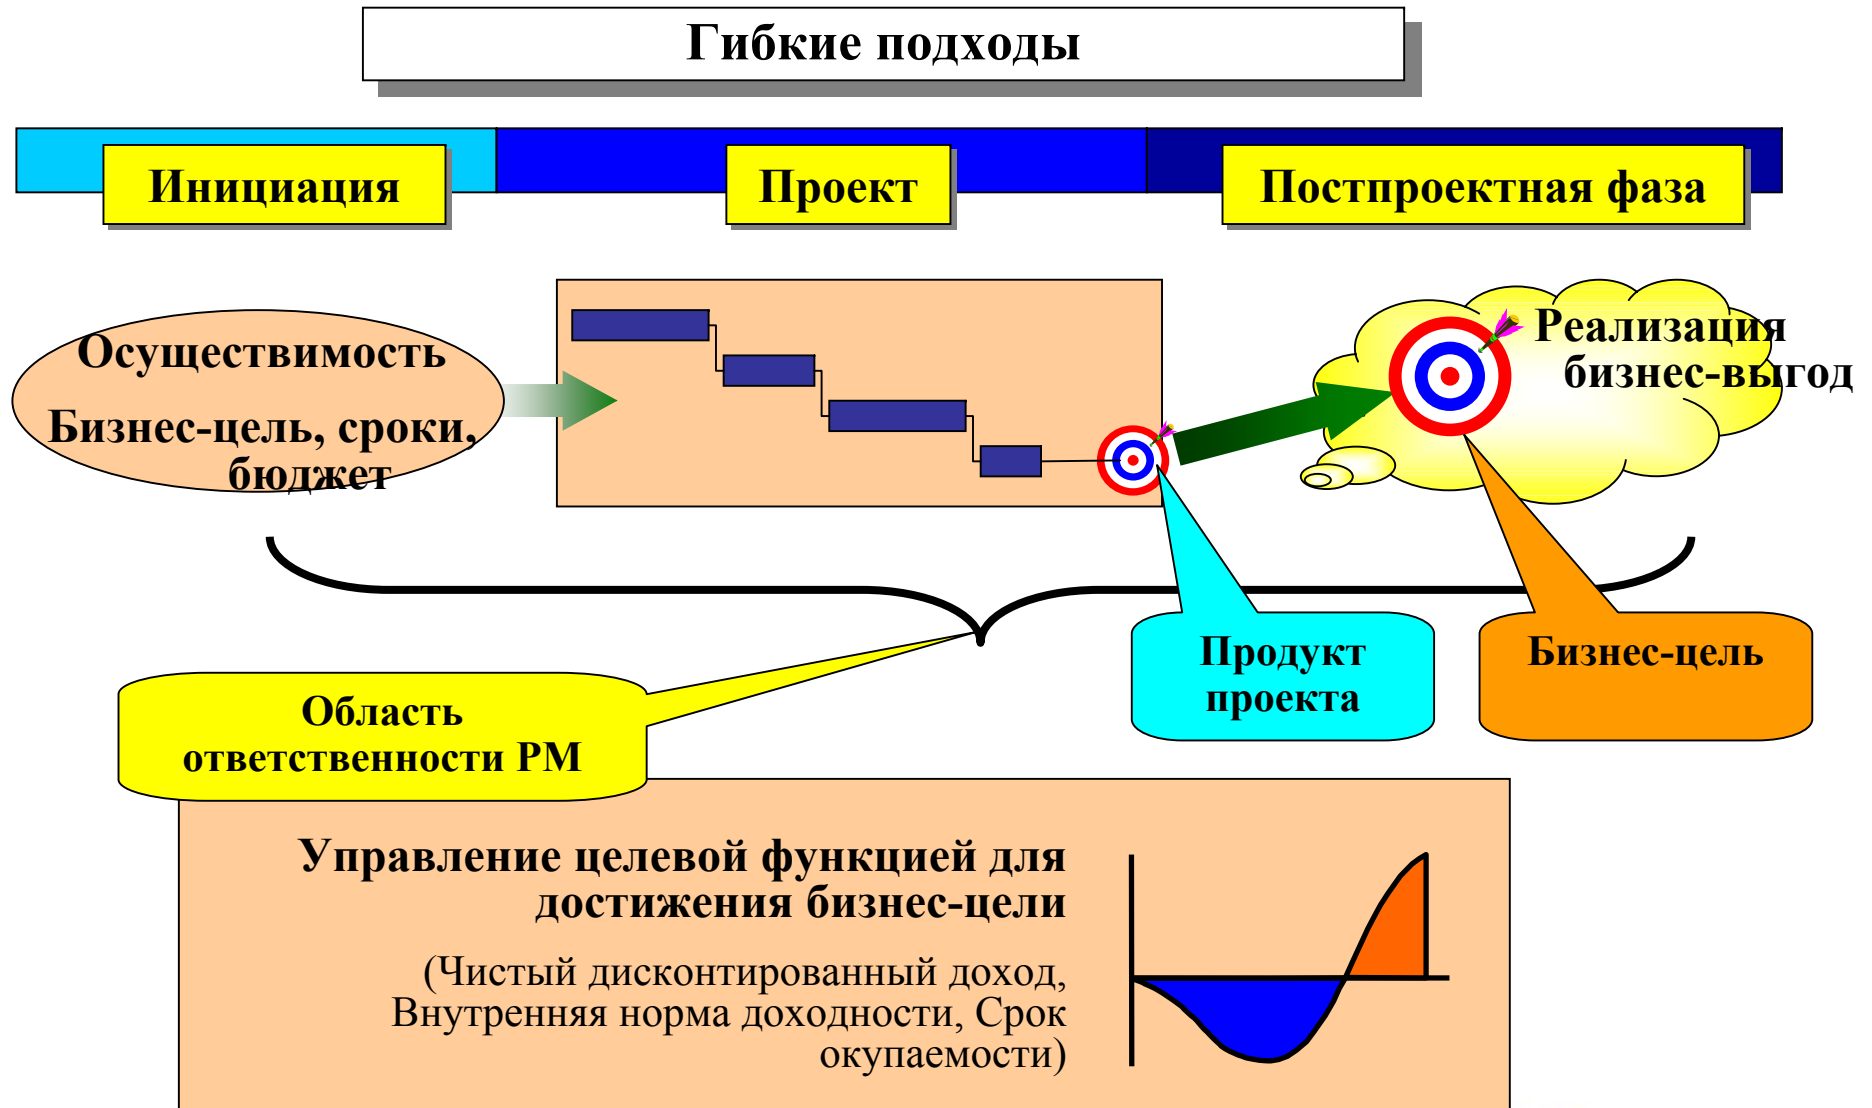 Гибкие подходы
Инициация
Проект
Постпроектная фаза
Осуществимость
Бизнес-цель, сроки,
бюджет
Реализация
бизнес-выгод
Продукт
проекта
Бизнес-цель
Область
ответственности РМ
Управление целевой функцией для
достижения бизнес-цели
(Чистый дисконтированный доход,
Внутренняя норма доходности, Срок
окупаемости)